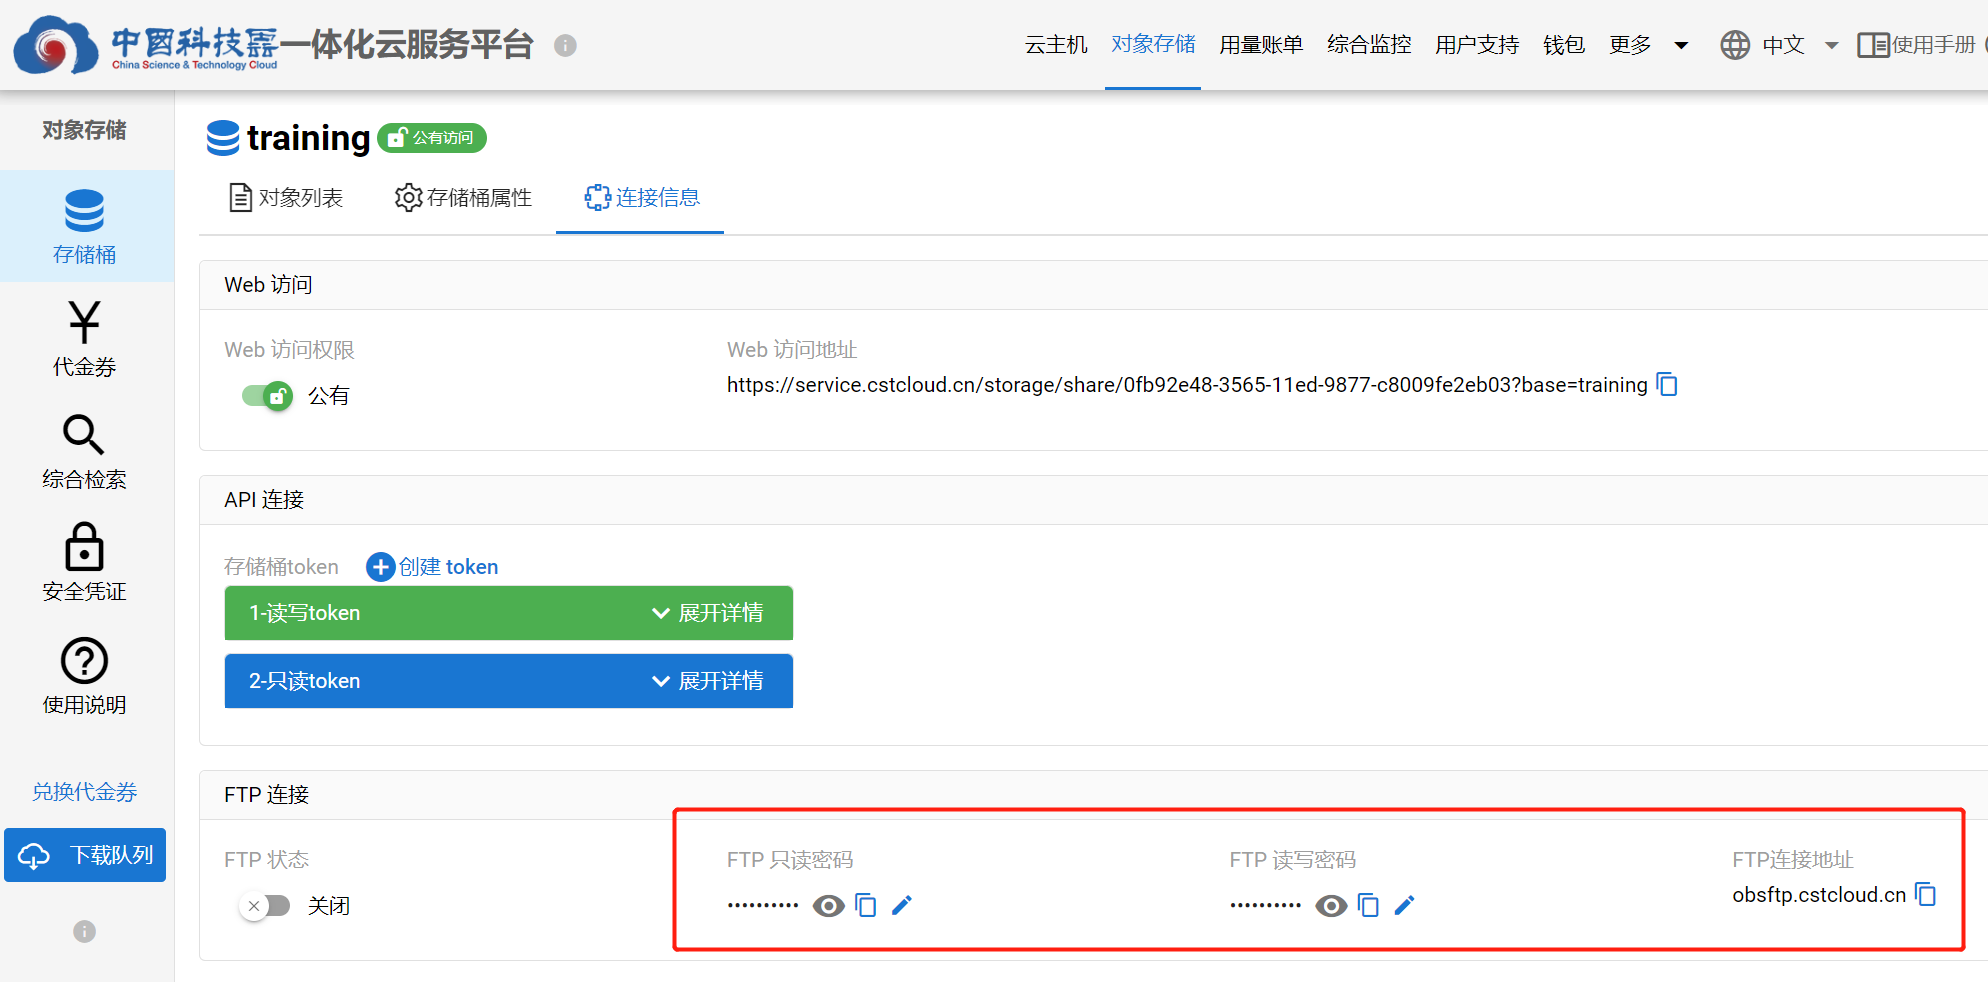 中国科技云一体化云服务平台
China Science & Technology Cloud
云主机 对象存储 用量账单 综合监控 用户支持 钱包 更多 中文 使用手册
对象存储
存储桶
代金券
综合检索
安全凭证
使用说明
兑换代金券
下载队列
training 公有访问
对象列表 存储桶属性 连接信息
Web 访问
Web 访问权限 Web 访问地址
公有 https://service.cstcloud.cn/storage/share/0fb92e48-3565-11ed-9877-c8009fe2eb03?base=training
API 连接
存储桶token 创建 token
1-读写token 展开详情
2-只读token 展开详情
FTP 连接
FTP 状态 FTP 只读密码 FTP 读写密码 FTP连接地址
关闭 •••••••••• •••••••••• obsftp.cstcloud.cn